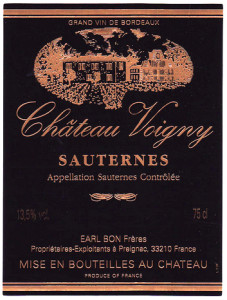 GRAND VIN DE BORDEAUX
Château Voigny
SAUTERNES
Appellation Sauternes Contrôlée
13,5% vol. 75 cl
EARL BON Frères
Propriétaires-Exploitants à Preignac, 33210 France
MISE EN BOUTEILLES AU CHATEAU
PRODUCE OF FRANCE